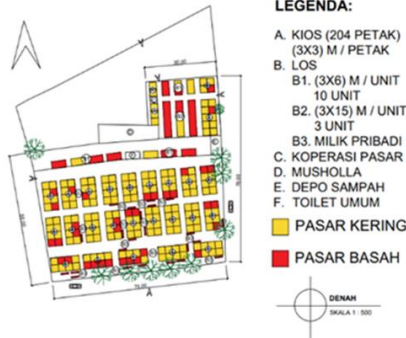 LEGENDA:
A. KIOS (204 PETAK)
(3X3) M / PETAK
B. LOS
B1. (3X6) M / UNIT
10 UNIT
B2. (3X15) M / UNIT
3 UNIT
B3. MILIK PRIBADI
C. KOPERASI PASAR
D. MUSHOLLA
E. DEPO SAMPAH
F. TOILET UMUM
PASAR KERING
PASAR BASAH
DENAH
SKALA 1 : 500
A